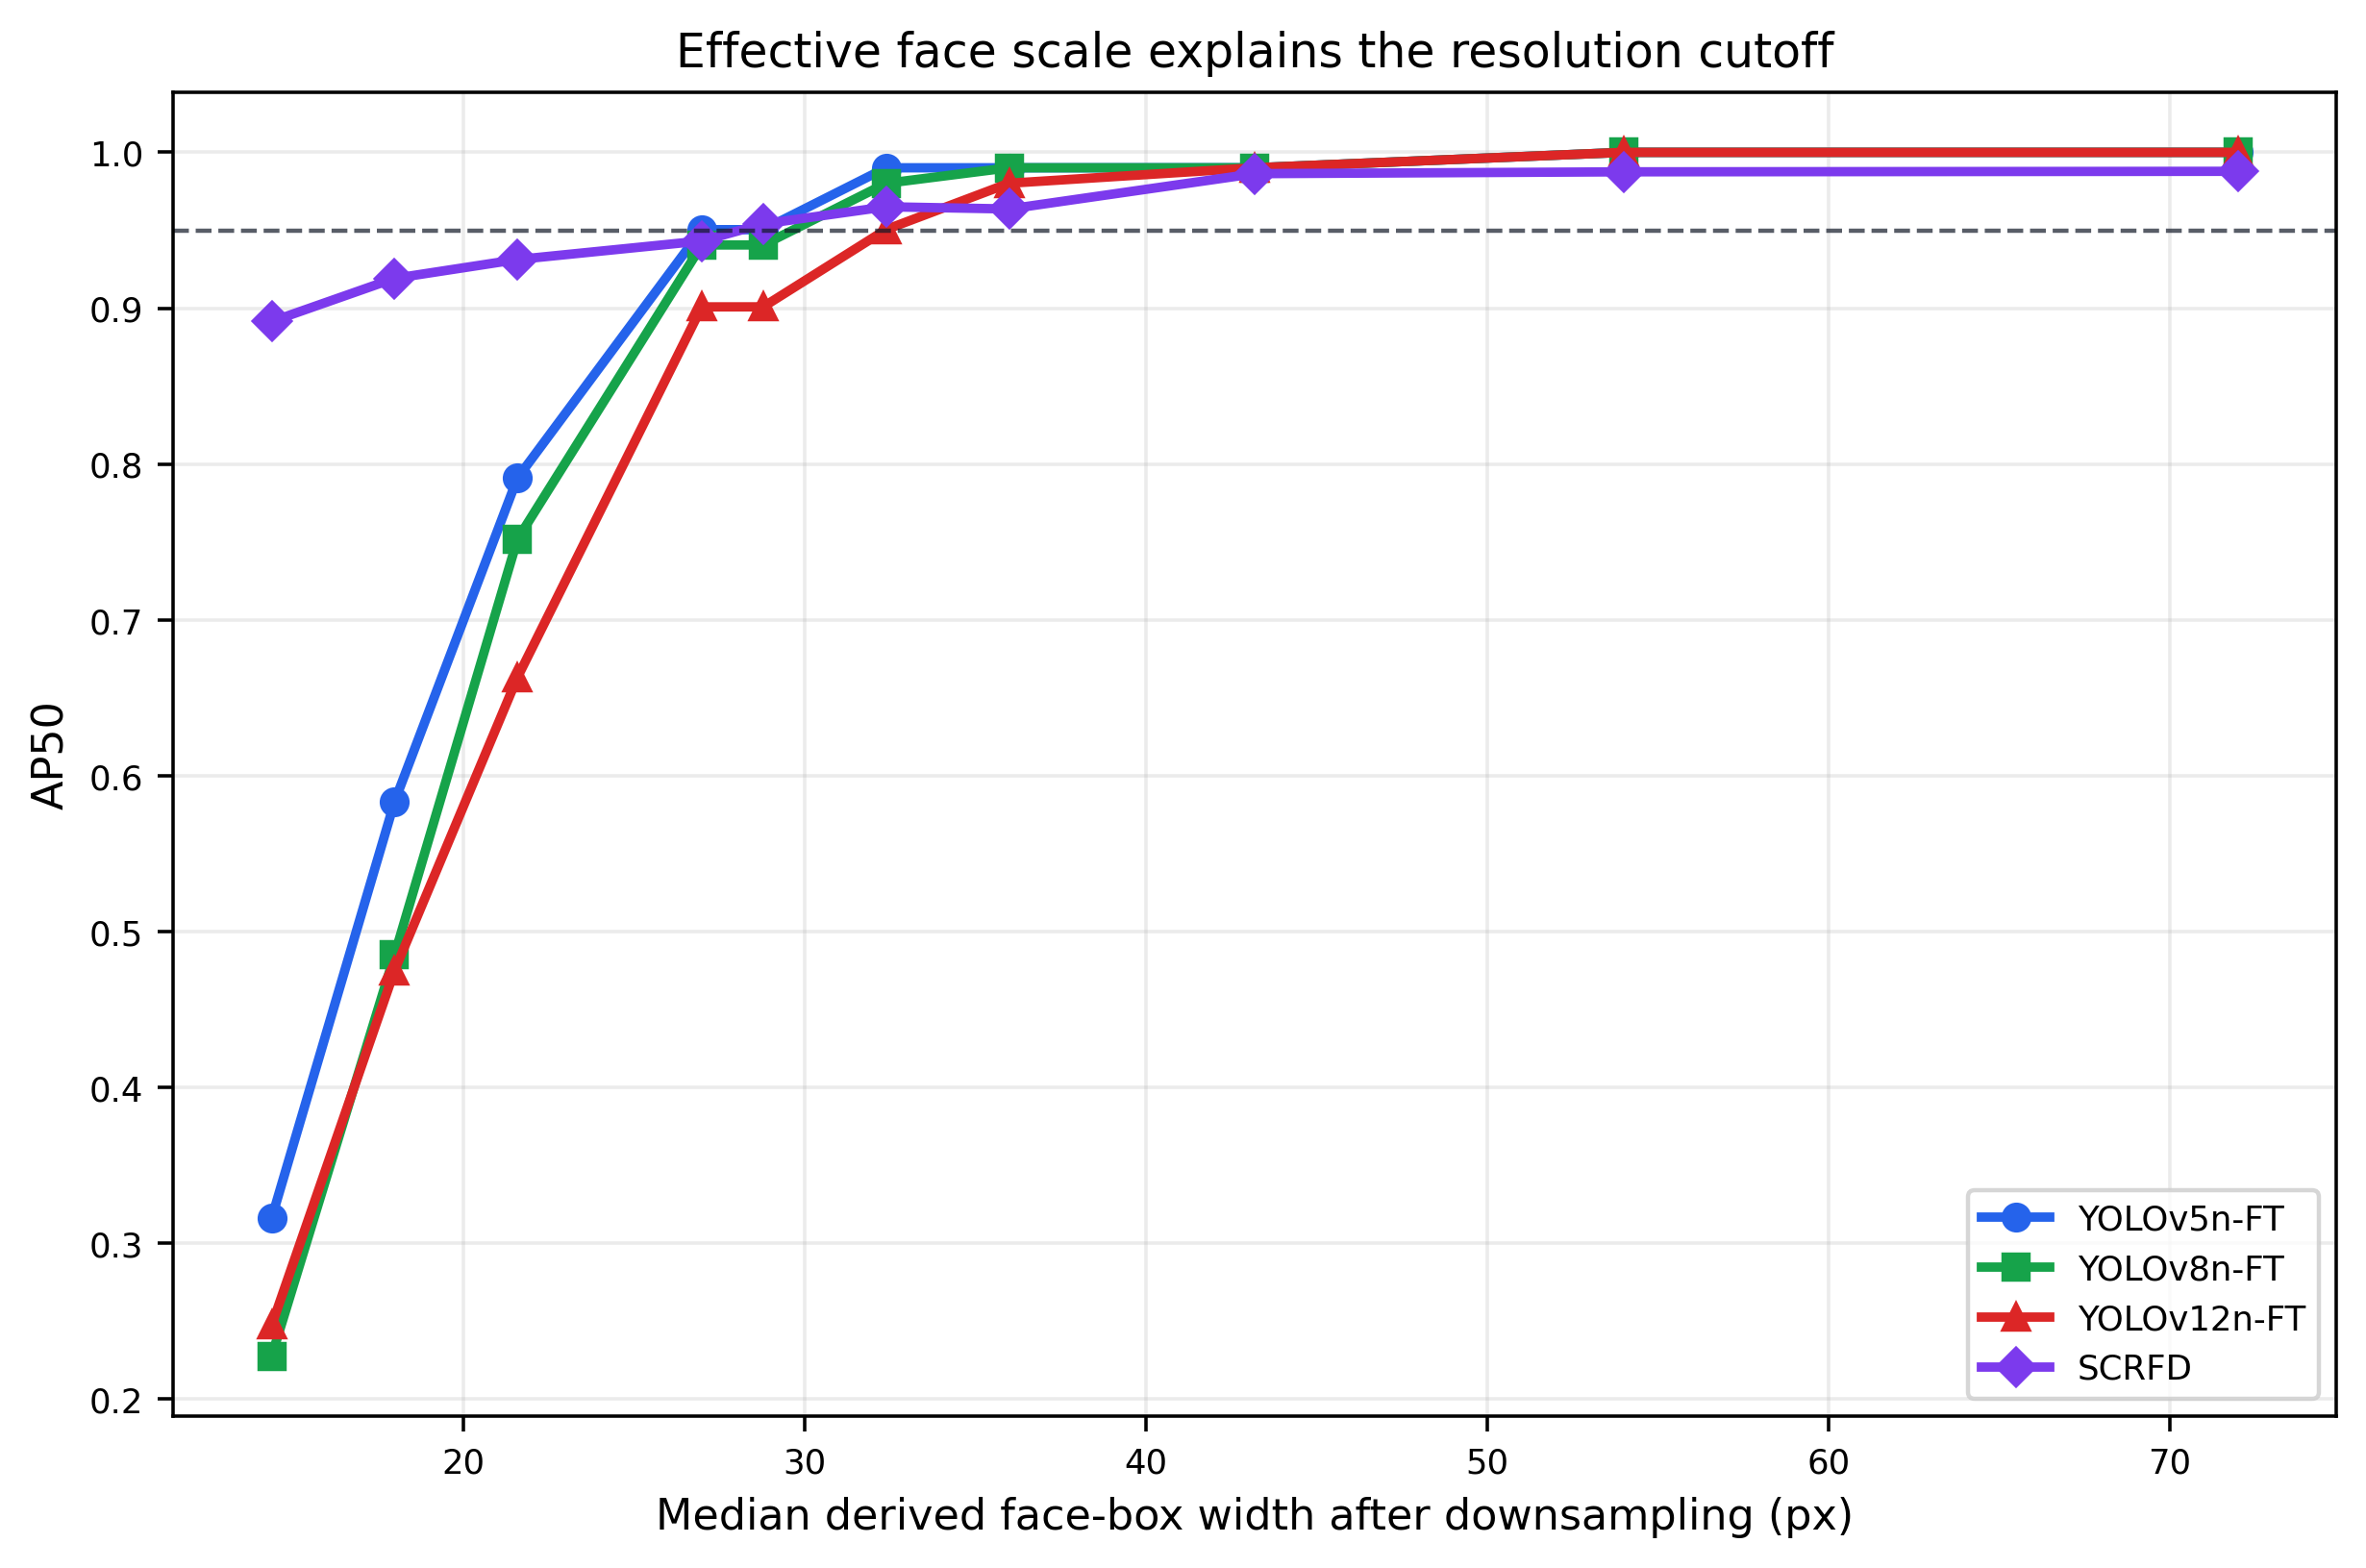 Effective face scale explains the resolution cutoff
1.0
0.9
0.8
0.7
0.6
0.5
0.4
0.3
0.2
AP50
YOLOv5n-FT
YOLOv8n-FT
YOLOv12n-FT
SCRFD
20 30 40 50 60 70
Median derived face-box width after downsampling (px)